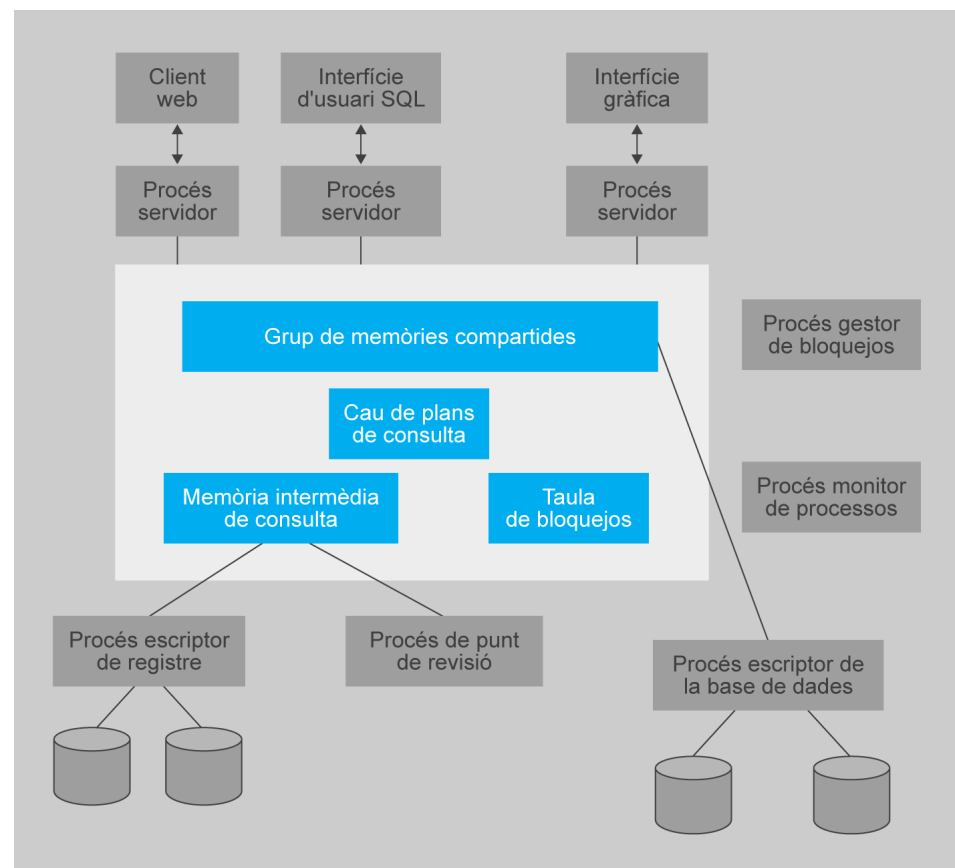 Client
web
Interfície
d'usuari SQL
Interfície
gràfica
Procés
servidor
Procés
servidor
Procés
servidor
Grup de memòries compartides
Procés gestor
de bloquejos
Cau de plans
de consulta
Memòria intermèdia
de consulta
Taula
de bloquejos
Procés monitor
de processos
Procés escriptor
de registre
Procés de punt
de revisió
Procés escriptor de
la base de dades